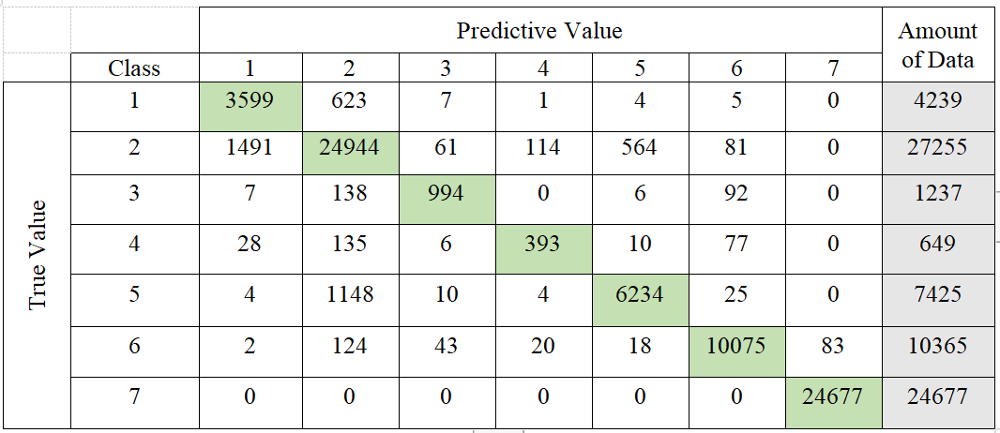 Predictive Value Amount of Data
Class 1 2 3 4 5 6 7
True Value
1 3599 623 7 1 4 5 0 4239
2 1491 24944 61 114 564 81 0 27255
3 7 138 994 0 6 92 0 1237
4 28 135 6 393 10 77 0 649
5 4 1148 10 4 6234 25 0 7425
6 2 124 43 20 18 10075 83 10365
7 0 0 0 0 0 0 24677 24677